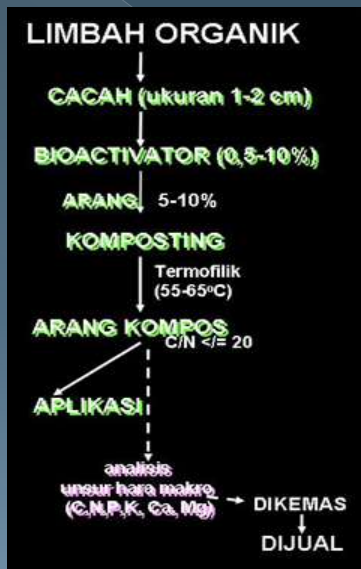 LIMBAH ORGANIK
CACAH (ukuran 1-2 cm)
BIOACTIVATOR (0,5-10%)
ARANG 5-10%
KOMPOSTING
Termofilik
(55-65ºC)
ARANG KOMPOS
C/N </= 20
APLIKASI
analisis
unsur hara makro
(C,N,P,K, Ca, Mg)
DIKEMAS
DIJUAL